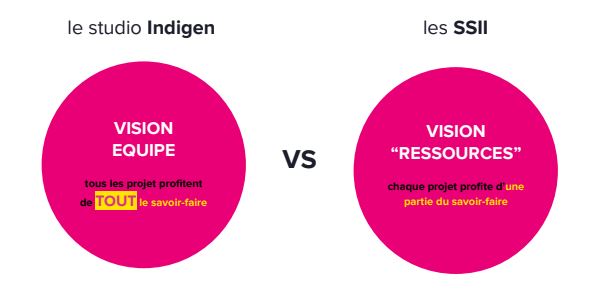 le studio Indigen
VISION
EQUIPE
tous les projet profitent
de TOUT le savoir-faire
VS
les SSII
VISION
“RESSOURCES”
chaque projet profite d'une
partie du savoir-faire